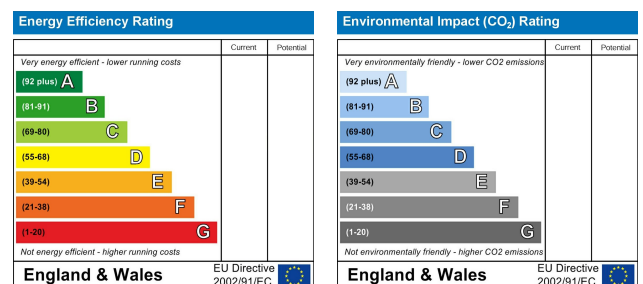 Energy Efficiency Rating
Current Potential
Very energy efficient - lower running costs
(92 plus) A
(81-91) B
(69-80) C
(55-68) D
(39-54) E
(21-38) F
(1-20) G
Not energy efficient - higher running costs
England & Wales
EU Directive
2002/91/EC
Environmental Impact (CO₂) Rating
Current Potential
Very environmentally friendly - lower CO2 emissions
(92 plus) A
(81-91) B
(69-80) C
(55-68) D
(39-54) E
(21-38) F
(1-20) G
Not environmentally friendly - higher CO2 emissions
England & Wales
EU Directive
2002/91/EC